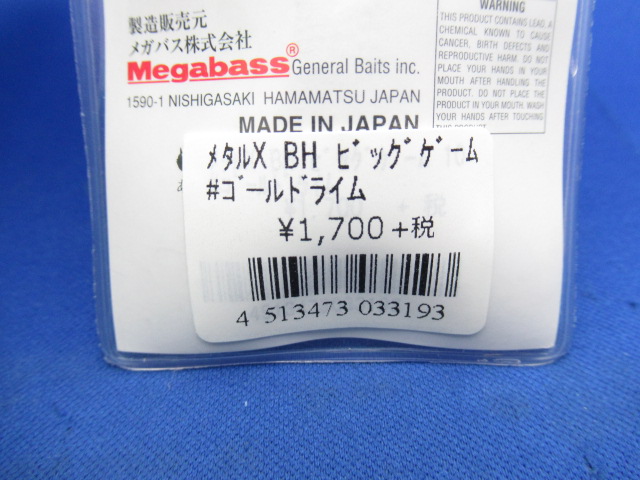 製造販売元
メガバス株式会社
Megabass® General Baits inc.
1590-1 NISHIGASAKI HAMAMATSU JAPAN
MADE IN JAPAN
WARNING
THIS PRODUCT CONTAINS LEAD, A
CHEMICAL KNOWN TO CAUSE
CANCER, BIRTH DEFECTS AND
REPRODUCTIVE HARM. DO NOT
PLACE YOUR HANDS IN YOUR
MOUTH AFTER HANDLING THE
PRODUCT. DO NOT PLACE THE
PRODUCT IN YOUR MOUTH. WASH
YOUR HANDS AFTER TOUCHING
THIS PRODUCT
ﾒﾀﾙX BH ﾋﾞｯｸﾞｹﾞｰﾑ
#ｺﾞｰﾙﾄﾞﾗｲﾑ
¥1,700+税
4 513473 033193